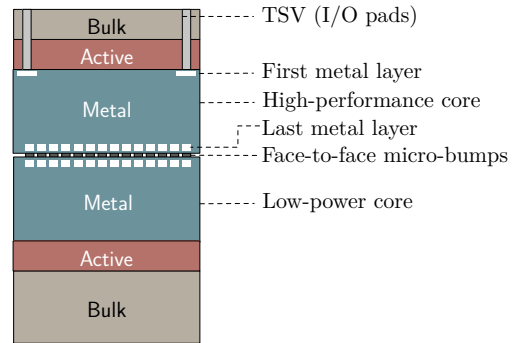 TSV (I/O pads)
Bulk
Active
First metal layer
High-performance core
Metal
Last metal layer
Face-to-face micro-bumps
Metal
Low-power core
Active
Bulk